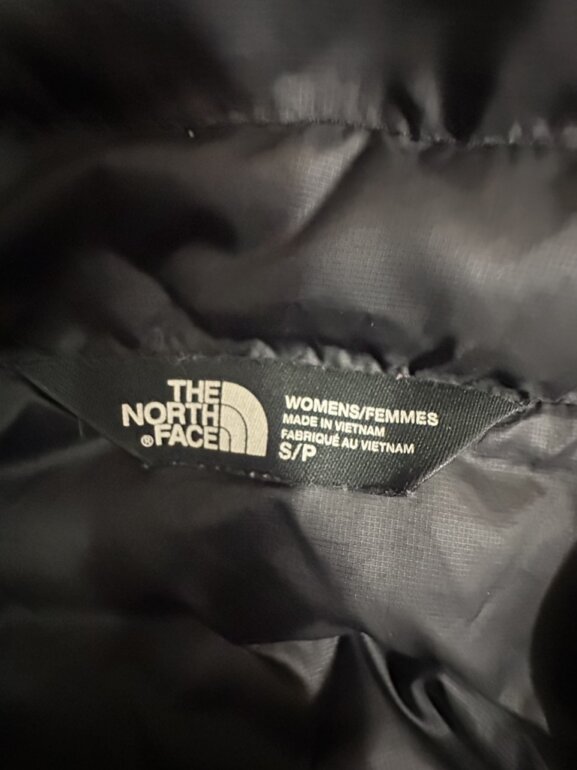 THE
NORTH
FACE
®
WOMENS/FEMMES
MADE IN VIETNAM
FABRIQUÉ AU VIETNAM
S/P